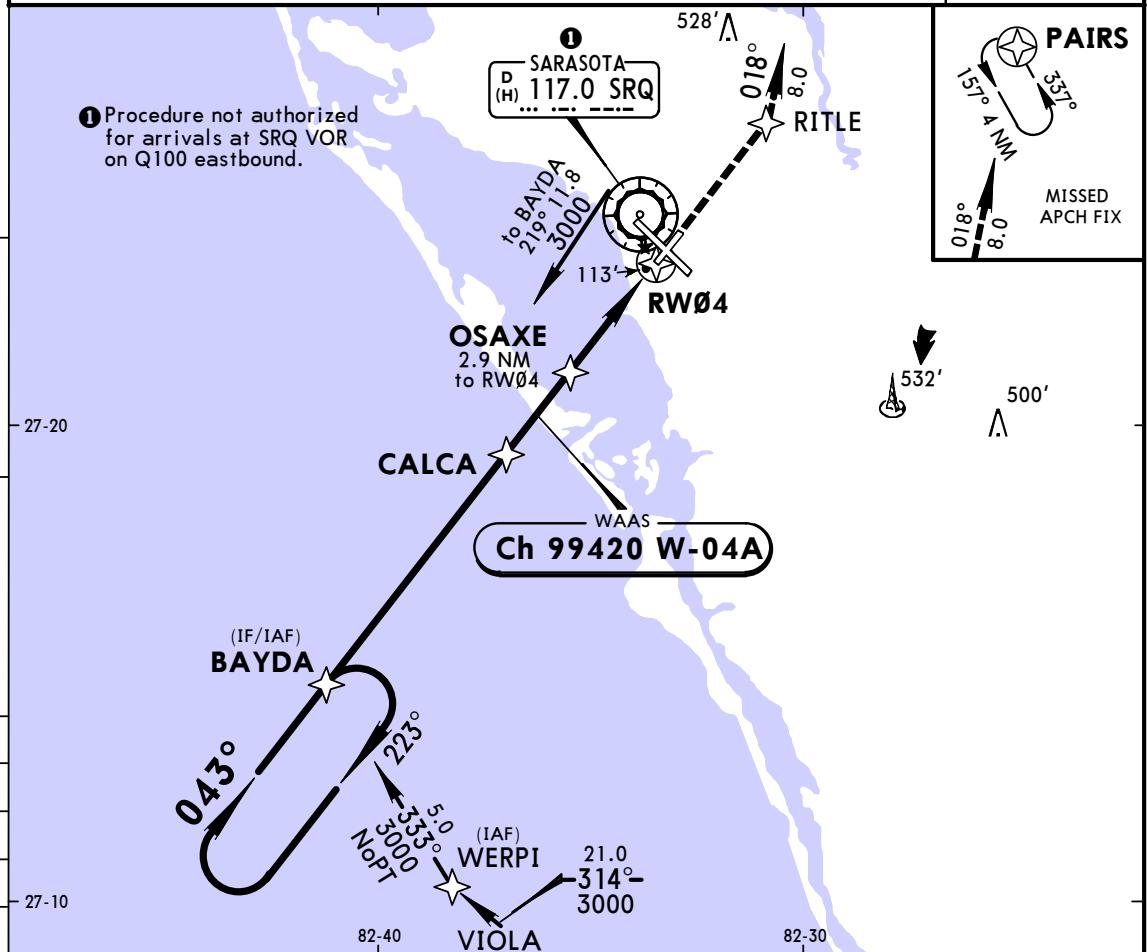 528'
❶
SARASOTA
D
(H) 117.0 SRQ
❶ Procedure not authorized
for arrivals at SRQ VOR
on Q100 eastbound.
018°
8.0
RITLE
PAIRS
157° 4 NM
337°
018°
8.0
MISSED
APCH FIX
to BAYDA
219° 11.8
3000
113'
RWØ4
OSAXE
2.9 NM
to RWØ4
532'
500'
27-20
CALCA
WAAS
Ch 99420 W-04A
(IF/IAF)
BAYDA
043°
223°
5.0
333°
3000
NoPT
(IAF)
WERPI
21.0
314°
3000
VIOLA
27-10
82-40
82-30